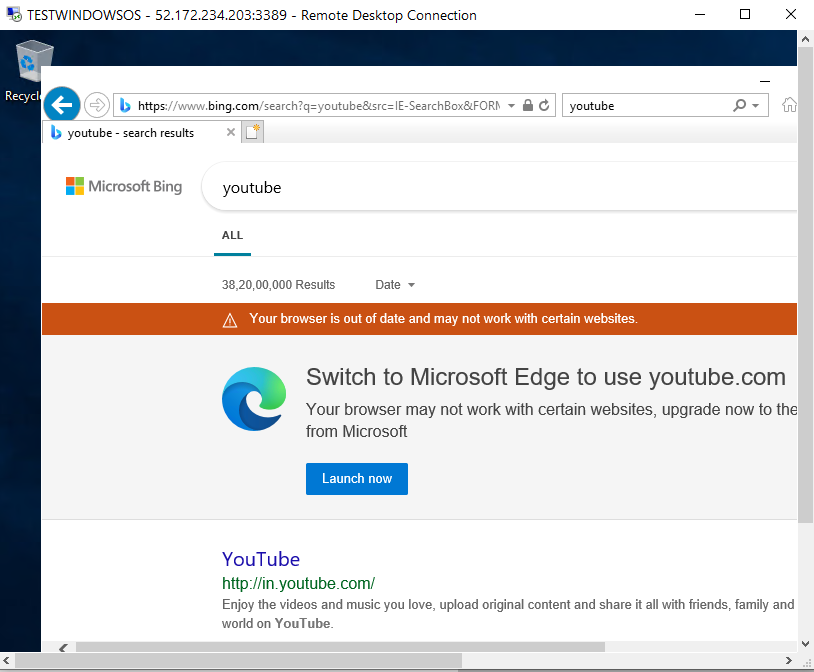 TESTWINDOWSOS - 52.172.234.203:3389 - Remote Desktop Connection
https://www.bing.com/search?q=youtube&src=IE-SearchBox&FORM
youtube
youtube - search results
Microsoft Bing
youtube
ALL
38,20,00,000 Results
Date
Your browser is out of date and may not work with certain websites.
Switch to Microsoft Edge to use youtube.com
Your browser may not work with certain websites, upgrade now to the
from Microsoft
Launch now
YouTube
http://in.youtube.com/
Enjoy the videos and music you love, upload original content and share it all with friends, family and
world on YouTube.